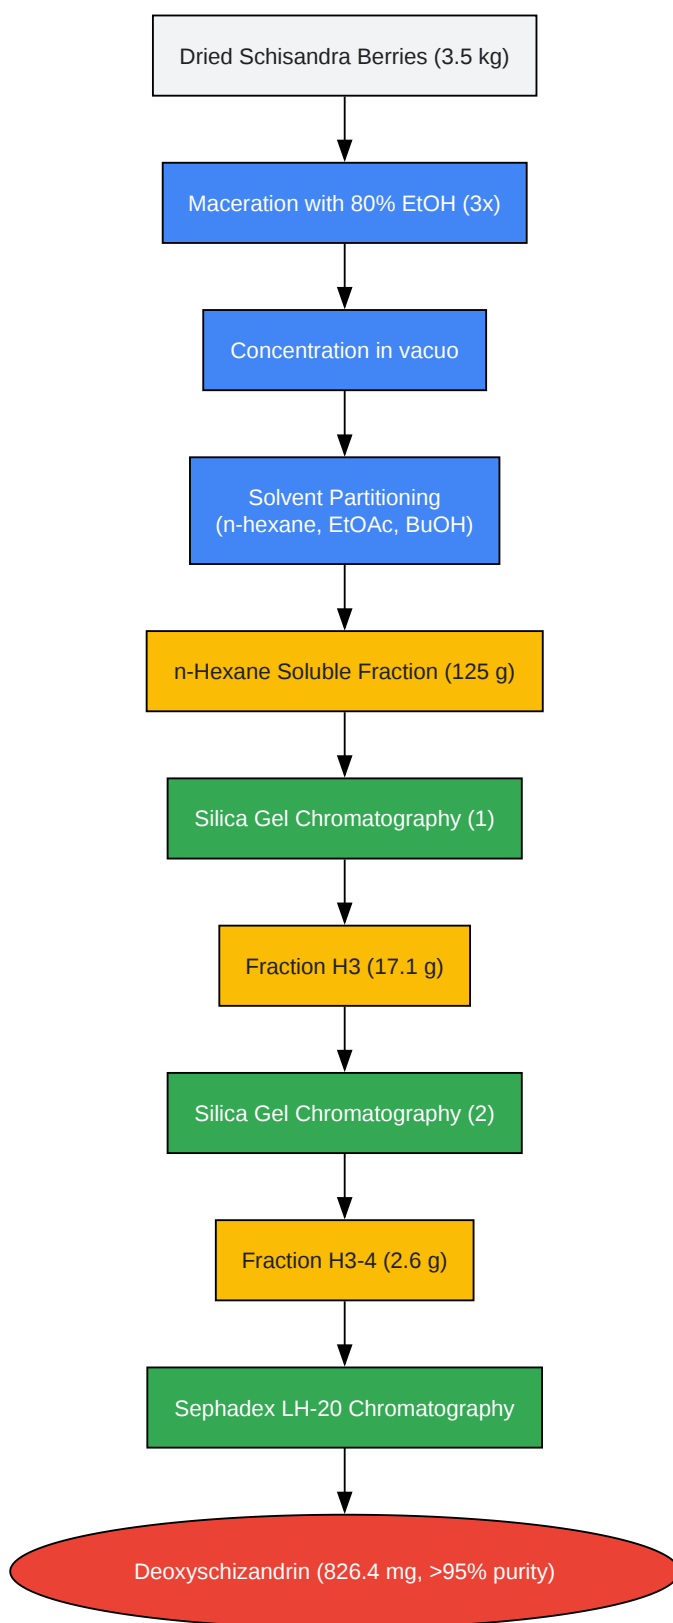 Dried Schisandra Berries (3.5 kg)
Maceration with 80% EtOH (3x)
Concentration in vacuo
Solvent Partitioning
(n-hexane, EtOAc, BuOH)
n-Hexane Soluble Fraction (125 g)
Silica Gel Chromatography (1)
Fraction H3 (17.1 g)
Silica Gel Chromatography (2)
Fraction H3-4 (2.6 g)
Sephadex LH-20 Chromatography
Deoxyschizandrin (826.4 mg, >95% purity)